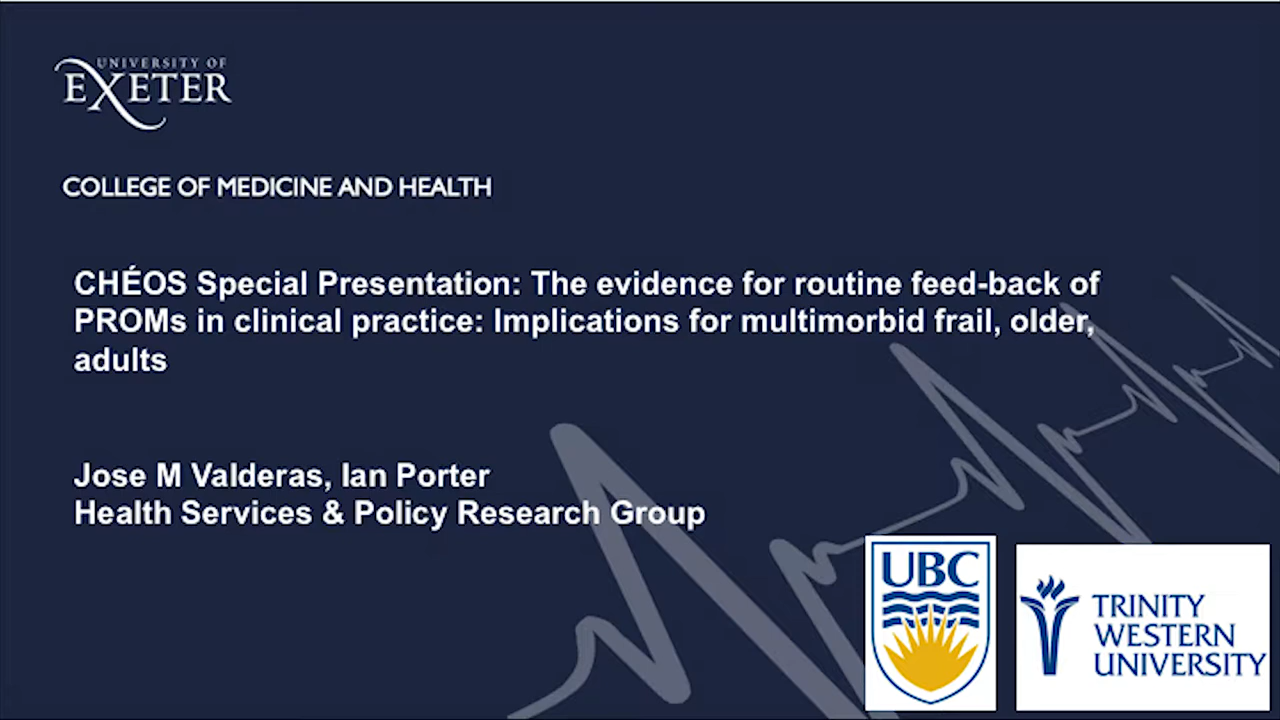 UNIVERSITY OF
EXETER
COLLEGE OF MEDICINE AND HEALTH
CHÉOS Special Presentation: The evidence for routine feed-back of
PROMs in clinical practice: Implications for multimorbid frail, older,
adults
Jose M Valderas, Ian Porter
Health Services & Policy Research Group
UBC
TRINITY
WESTERN
UNIVERSITY